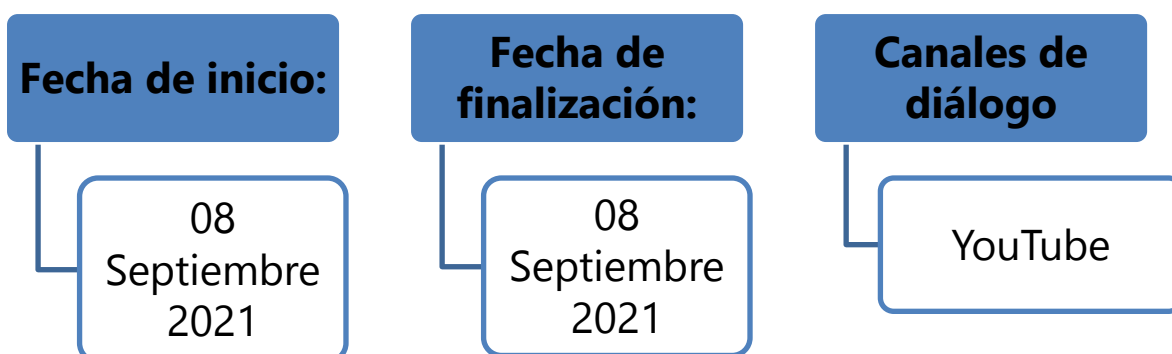 Fecha de inicio:
08
Septiembre
2021
Fecha de
finalización:
08
Septiembre
2021
Canales de
diálogo
YouTube